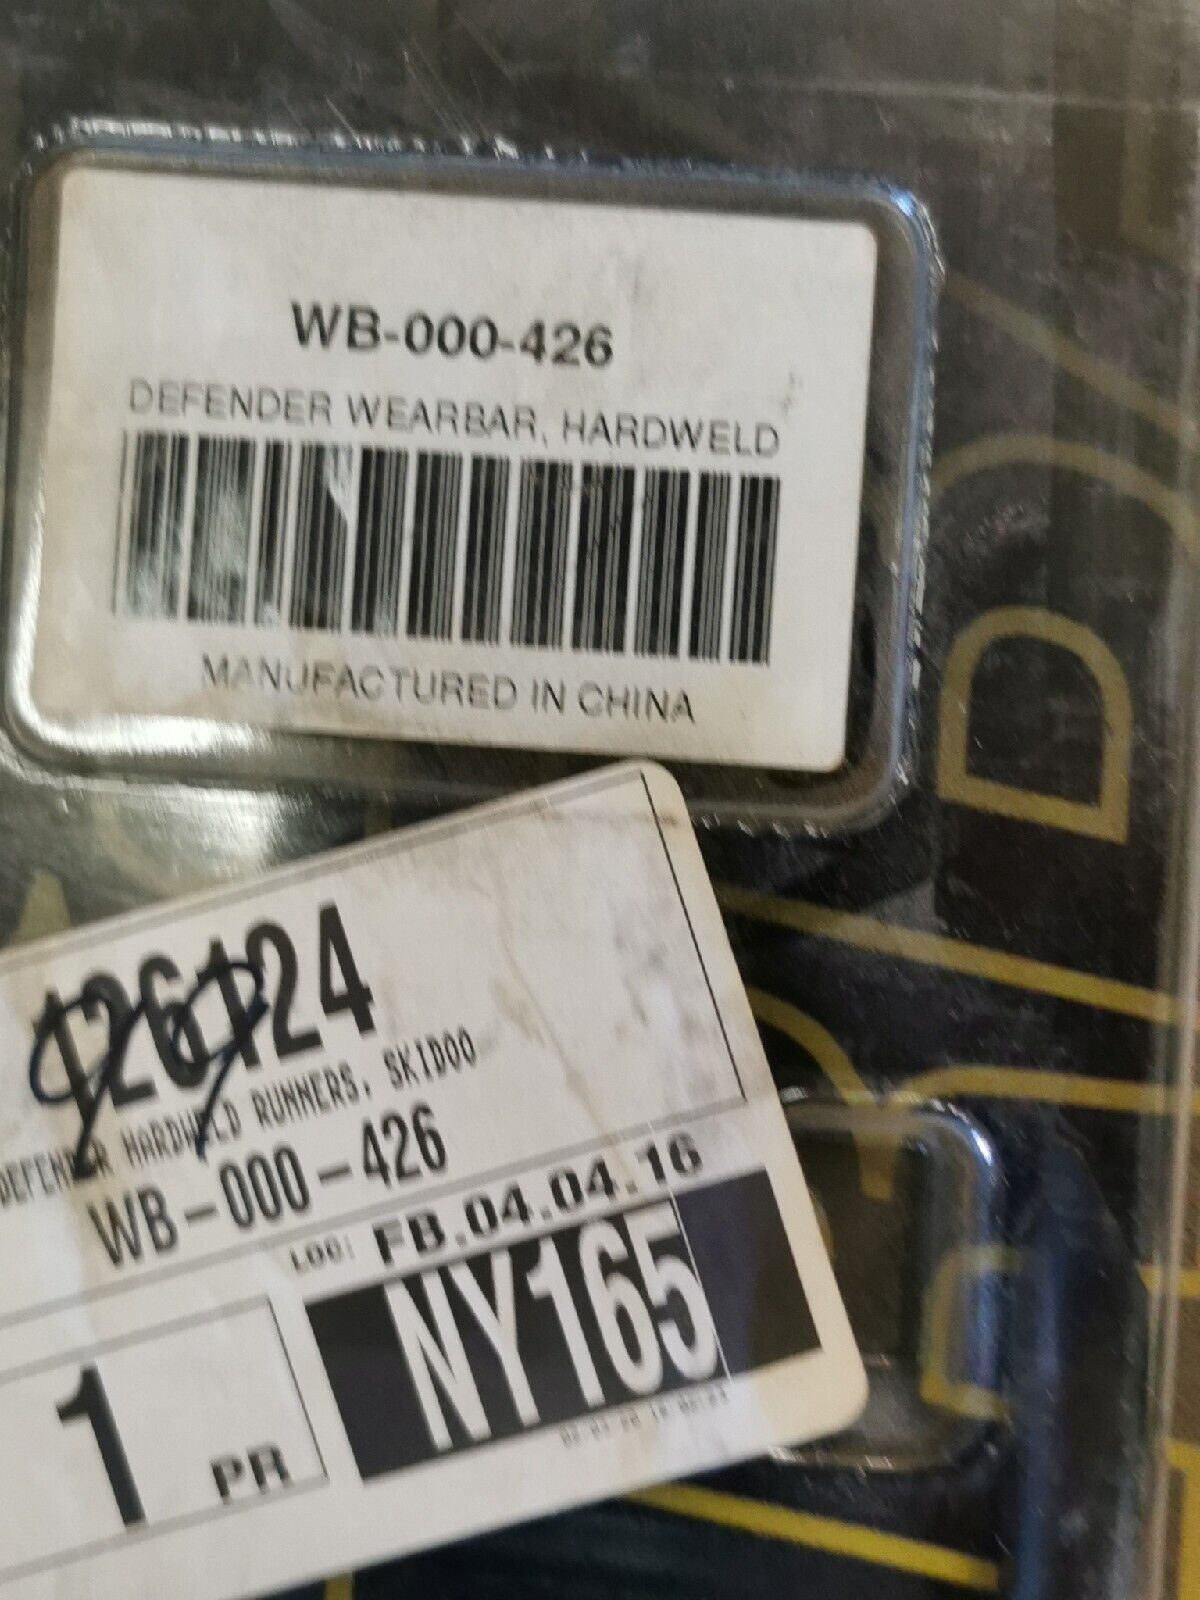 WB-000-426
DEFENDER WEARBAR, HARDWELD
MANUFACTURED IN CHINA
126124
DEFENDER HARDWELD RUNNERS, SKIDOO
WB-000-426
LOC: FB.04.04.16
NY165
1 PR